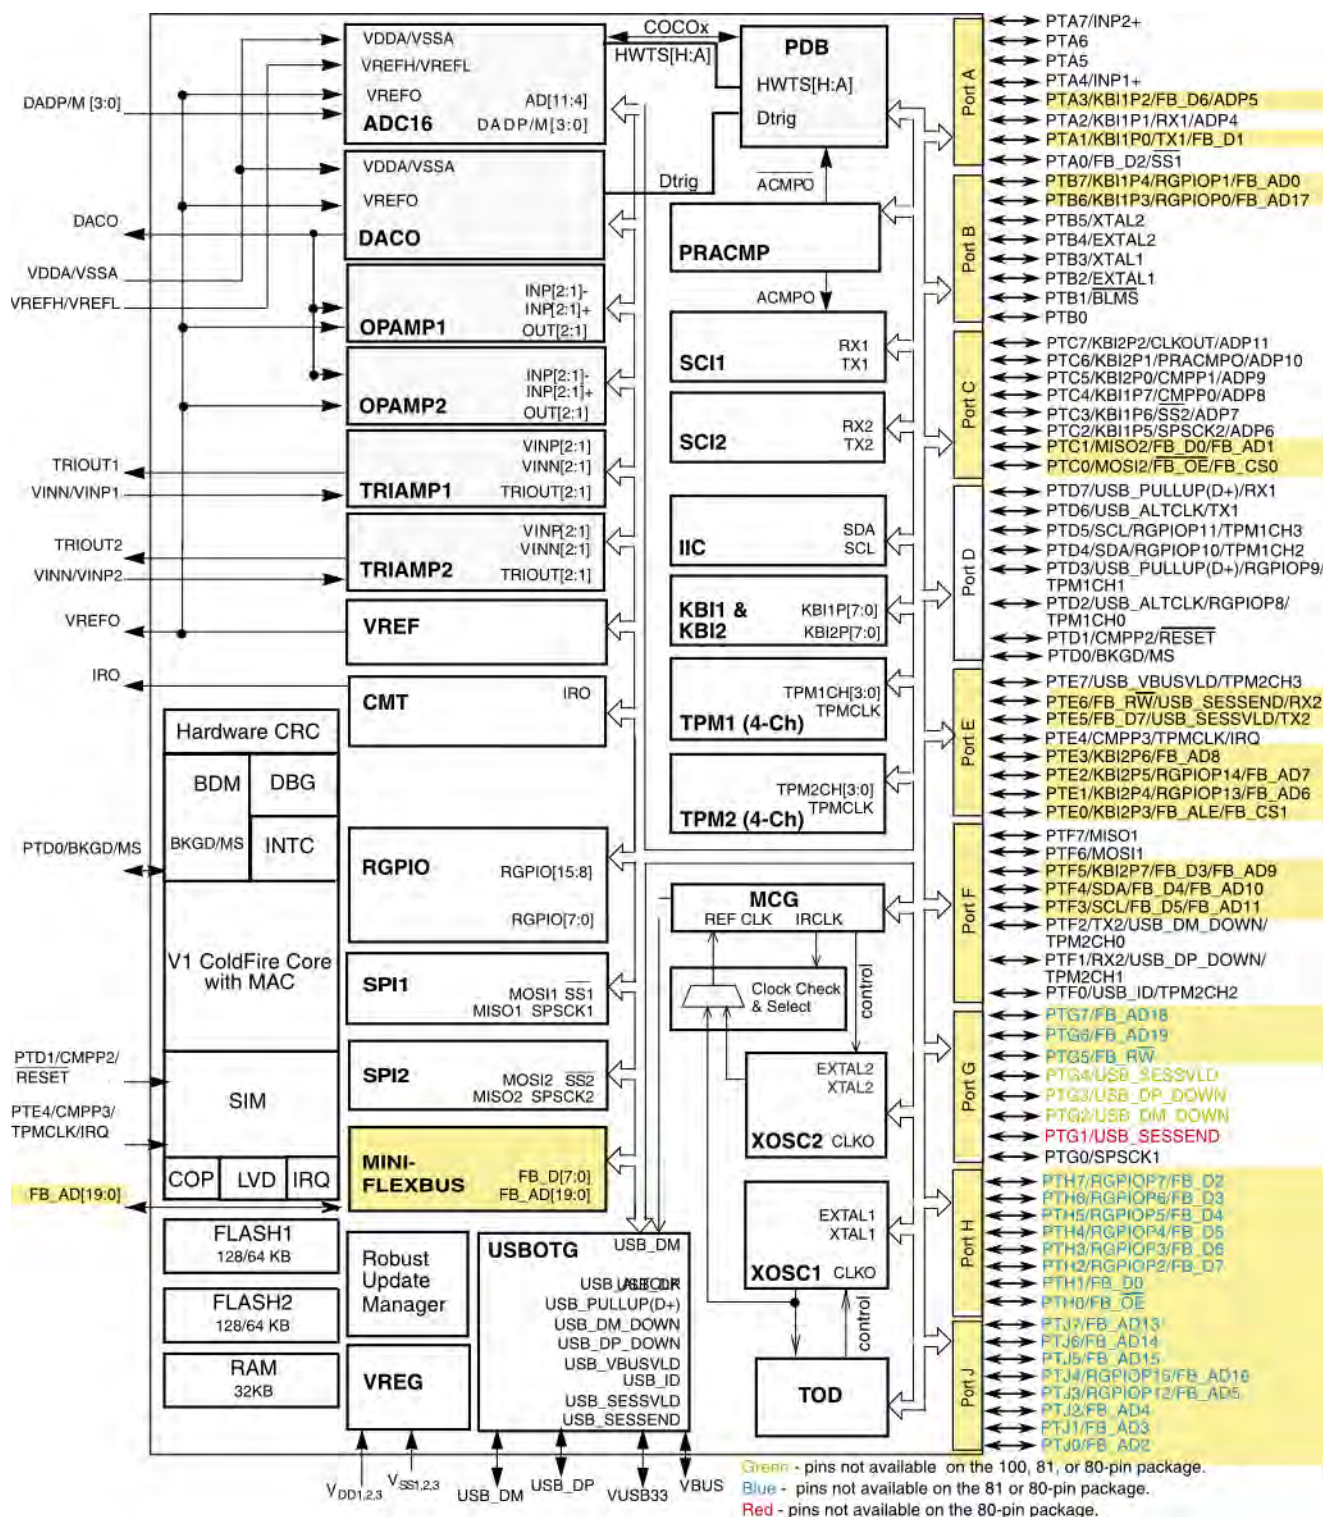 DADP/M [3:0]
DACO
VDDA/VSSA
VREFH/VREFL
TRIOUT1
VINN/VINP1
TRIOUT2
VINN/VINP2
VREFO
IRO
PTD0/BKGD/MS
PTD1/CMPP2/
RESET
PTE4/CMPP3/
TPMCLK/IRQ
FB_AD[19:0]
VDDA/VSSA
VREFH/VREFL
VREFO
AD[11:4]
ADC16
DADP/M[3:0]
VDDA/VSSA
VREFO
DACO
INP[2:1]-
INP[2:1]+
OPAMP1
OUT[2:1]
INP[2:1]-
INP[2:1]+
OPAMP2
OUT[2:1]
VINP[2:1]
VINN[2:1]
TRIAMP1
TRIOUT[2:1]
VINP[2:1]
VINN[2:1]
TRIAMP2
TRIOUT[2:1]
VREF
CMT
IRO
Hardware CRC
BDM
DBG
BKGD/MS
INTC
V1 ColdFire Core
with MAC
SIM
COP
LVD
IRQ
FLASH1
128/64 KB
FLASH2
128/64 KB
RAM
32KB
RGPIO
RGPIO[15:8]
RGPIO[7:0]
SPI1
MOSI1 SS1
MISO1 SPSCK1
SPI2
MOSI2 SS2
MISO2 SPSCK2
MINI-
FLEXBUS
FB_D[7:0]
FB_AD[19:0]
Robust
Update
Manager
VREG
USBOTG
USB_DM
USB_PULLUP(D+)
USB_DM_DOWN
USB_DP_DOWN
USB_VBUSVLD
USB_ID
USB_SESSVLD
USB_SESSEND
VDD1,2,3
VSS1,2,3
USB_DM
USB_DP
VUSB33
VBUS
COCOx
HWTS[H:A]
PDB
HWTS[H:A]
Dtrig
Dtrig
ACMPO
PRACMP
ACMPO
SCI1
RX1
TX1
SCI2
RX2
TX2
IIC
SDA
SCL
KBI1 &
KBI2
KBI1P[7:0]
KBI2P[7:0]
TPM1CH[3:0]
TPMCLK
TPM1 (4-Ch)
TPM2CH[3:0]
TPMCLK
TPM2 (4-Ch)
MCG
REF CLK
IRCLK
Clock Check
& Select
control
EXTAL2
XTAL2
XOSC2
CLKO
EXTAL1
XTAL1
XOSC1
CLKO
control
TOD
Port A
PTA7/INP2+
PTA6
PTA5
PTA4/INP1+
PTA3/KBI1P2/FB_D6/ADP5
PTA2/KBI1P1/RX1/ADP4
PTA1/KBI1P0/TX1/FB_D1
PTA0/FB_D2/SS1
Port B
PTB7/KBI1P4/RGPIOP1/FB_AD0
PTB6/KBI1P3/RGPIOP0/FB_AD17
PTB5/XTAL2
PTB4/EXTAL2
PTB3/XTAL1
PTB2/EXTAL1
PTB1/BLMS
PTB0
Port C
PTC7/KBI2P2/CLKOUT/ADP11
PTC6/KBI2P1/PRACMPO/ADP10
PTC5/KBI2P0/CMPP1/ADP9
PTC4/KBI1P7/CMPP0/ADP8
PTC3/KBI1P6/SS2/ADP7
PTC2/KBI1P5/SPSCK2/ADP6
PTC1/MISO2/FB_D0/FB_AD1
PTC0/MOSI2/FB_OE/FB_CS0
Port D
PTD7/USB_PULLUP(D+)/RX1
PTD6/USB_ALTCLK/TX1
PTD5/SCL/RGPIOP11/TPM1CH3
PTD4/SDA/RGPIOP10/TPM1CH2
PTD3/USB_PULLUP(D+)/RGPIOP9/
TPM1CH1
PTD2/USB_ALTCLK/RGPIOP8/
TPM1CH0
PTD1/CMPP2/RESET
PTD0/BKGD/MS
Port E
PTE7/USB_VBUSVLD/TPM2CH3
PTE6/FB_RW/USB_SESSEND/RX2
PTE5/FB_D7/USB_SESSVLD/TX2
PTE4/CMPP3/TPMCLK/IRQ
PTE3/KBI2P6/FB_AD8
PTE2/KBI2P5/RGPIOP14/FB_AD7
PTE1/KBI2P4/RGPIOP13/FB_AD6
PTE0/KBI2P3/FB_ALE/FB_CS1
Port F
PTF7/MISO1
PTF6/MOSI1
PTF5/KBI2P7/FB_D3/FB_AD9
PTF4/SDA/FB_D4/FB_AD10
PTF3/SCL/FB_D5/FB_AD11
PTF2/TX2/USB_DM_DOWN/
TPM2CH0
PTF1/RX2/USB_DP_DOWN/
TPM2CH1
PTF0/USB_ID/TPM2CH2
Port G
PTG7/FB_AD18
PTG6/FB_AD19
PTG5/FB_RW
PTG4/USB_SESSVLD
PTG3/USB_DP_DOWN
PTG2/USB_DM_DOWN
PTG1/USB_SESSEND
PTG0/SPSCK1
Port H
PTH7/RGPIOP7/FB_D2
PTH6/RGPIOP6/FB_D3
PTH5/RGPIOP5/FB_D4
PTH4/RGPIOP4/FB_D5
PTH3/RGPIOP3/FB_D6
PTH2/RGPIOP2/FB_D7
PTH1/FB_D0
PTH0/FB_OE
Port J
PTJ7/FB_AD13
PTJ6/FB_AD14
PTJ5/FB_AD15
PTJ4/RGPIOP15/FB_AD16
PTJ3/RGPIOP12/FB_AD5
PTJ2/FB_AD4
PTJ1/FB_AD3
PTJ0/FB_AD2
Green - pins not available on the 100, 81, or 80-pin package.
Blue - pins not available on the 81 or 80-pin package.
Red - pins not available on the 80-pin package.